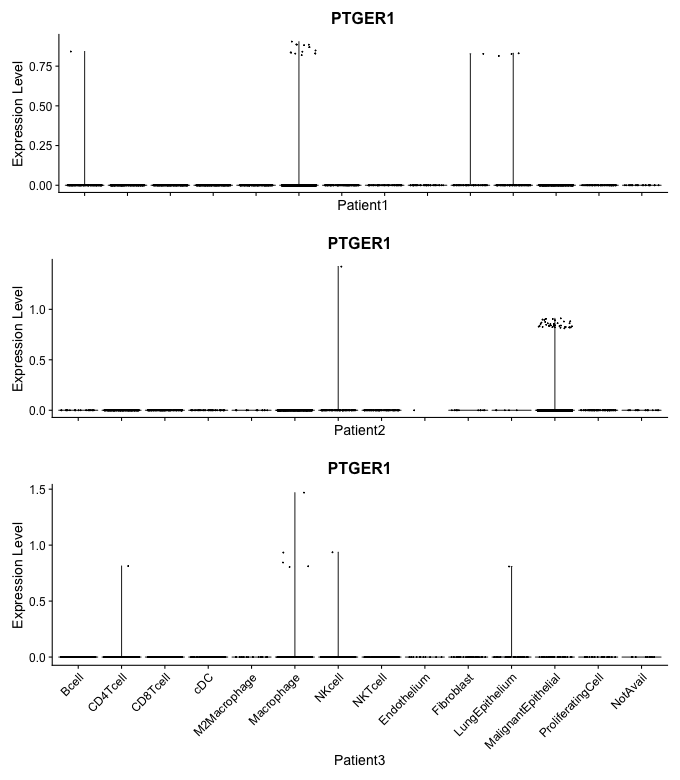 PTGER1
Expression Level
0.75
0.50
0.25
0.00
Patient1
PTGER1
Expression Level
1.0
0.5
0.0
Patient2
PTGER1
Expression Level
1.5
1.0
0.5
0.0
Bcell
CD4Tcell
CD8Tcell
cDC
M2Macrophage
Macrophage
NKcell
NKTcell
Endothelium
Fibroblast
LungEpithelium
MalignantEpithelial
ProliferatingCell
NotAvail
Patient3